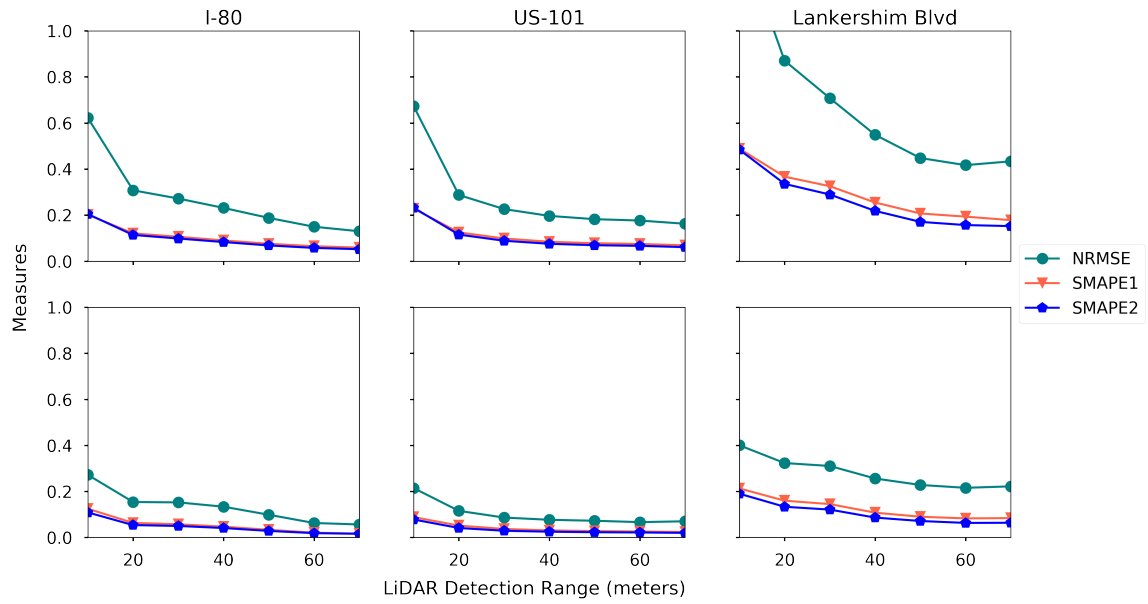 I-80
US-101
Lankershim Blvd
1.0
0.8
0.6
0.4
0.2
0.0
1.0
0.8
0.6
0.4
0.2
0.0
Measures
20 40 60
20 40 60
20 40 60
LiDAR Detection Range (meters)
NRMSE
SMAPE1
SMAPE2